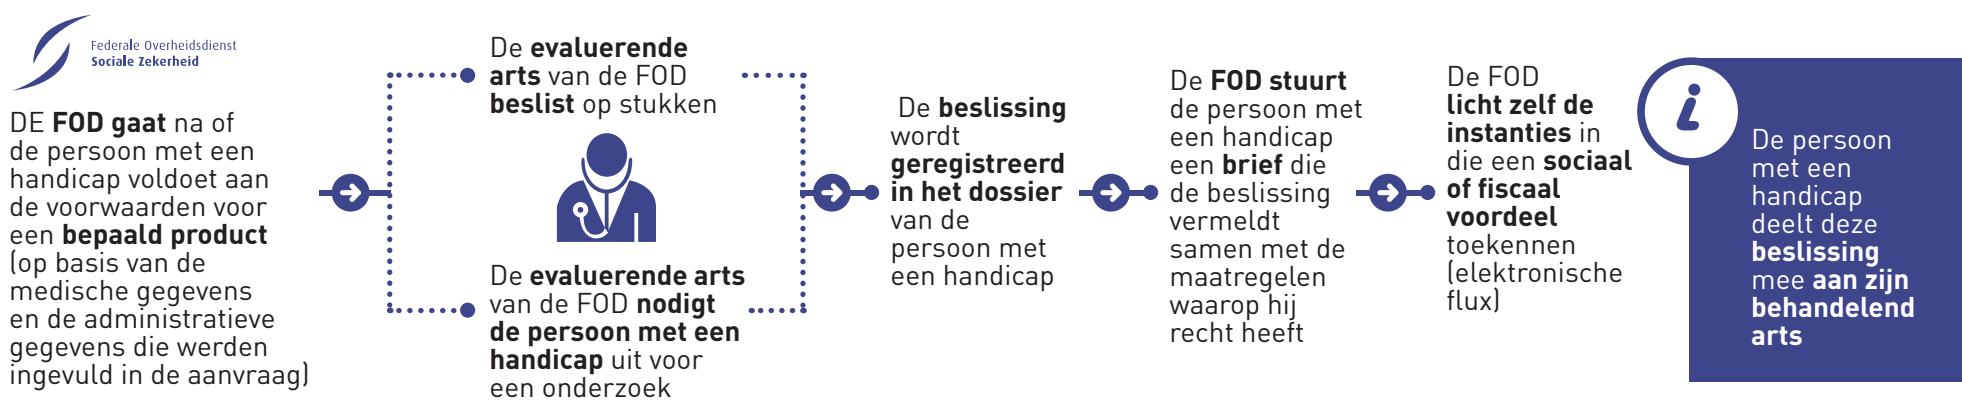 Federale Overheidsdienst
Sociale Zekerheid
DE FOD gaat na of
de persoon met een
handicap voldoet aan
de voorwaarden voor
een bepaald product
(op basis van de
medische gegevens
en de administratieve
gegevens die werden
ingevuld in de aanvraag)
De evaluerende
arts van de FOD
beslist op stukken
De evaluerende arts
van de FOD nodigt
de persoon met een
handicap uit voor
een onderzoek
De beslissing
wordt
geregistreerd
in het dossier
van de
persoon met
een handicap
De FOD stuurt
de persoon met
een handicap
een brief die
de beslissing
vermeldt
samen met de
maatregelen
waarop hij
recht heeft
De FOD
licht zelf de
instanties in
die een sociaal
of fiscaal
voordeel
toekennen
(elektronische
flux)
i
De persoon
met een
handicap
deelt deze
beslissing
mee aan zijn
behandelend
arts